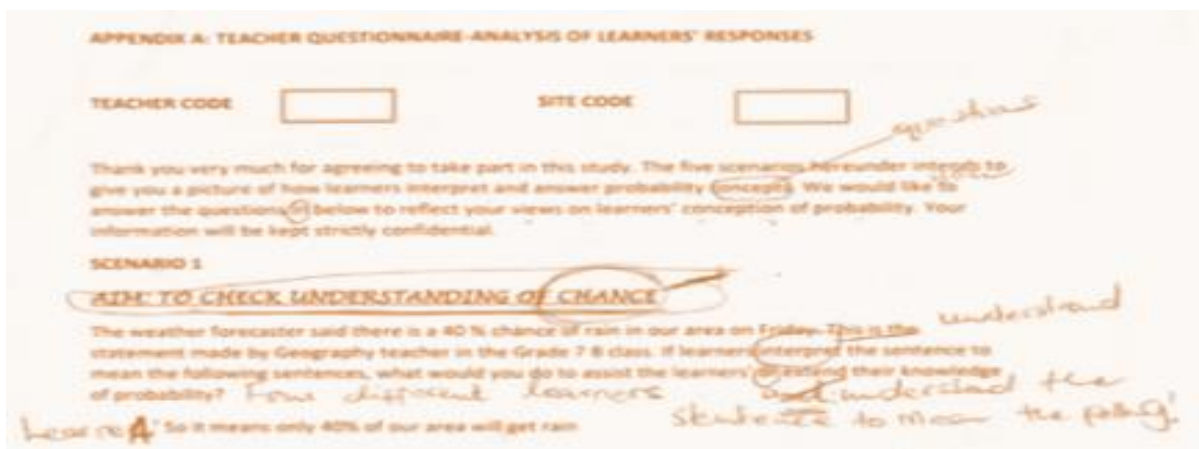 APPENDIX A: TEACHER QUESTIONNAIRE-ANALYSIS OF LEARNERS' RESPONSES
TEACHER CODE SITE CODE
questions
Thank you very much for agreeing to take part in this study. The five scenarios hereunder intends to
give you a picture of how learners interpret and answer probability concepts. We would like to
answer the questions in below to reflect your views on learners' conception of probability. Your
information will be kept strictly confidential.
SCENARIO 1
AIM: TO CHECK UNDERSTANDING OF CHANCE
understand
The weather forecaster said there is a 40 % chance of rain in our area on Friday. This is the
statement made by Geography teacher in the Grade 7 B class. If learners interpret the sentence to
mean the following sentences, what would you do to assist the learners' or extend their knowledge
of probability? Four different learners understand the
sentence to mean the
Learner A So it means only 40% of our area will get rain